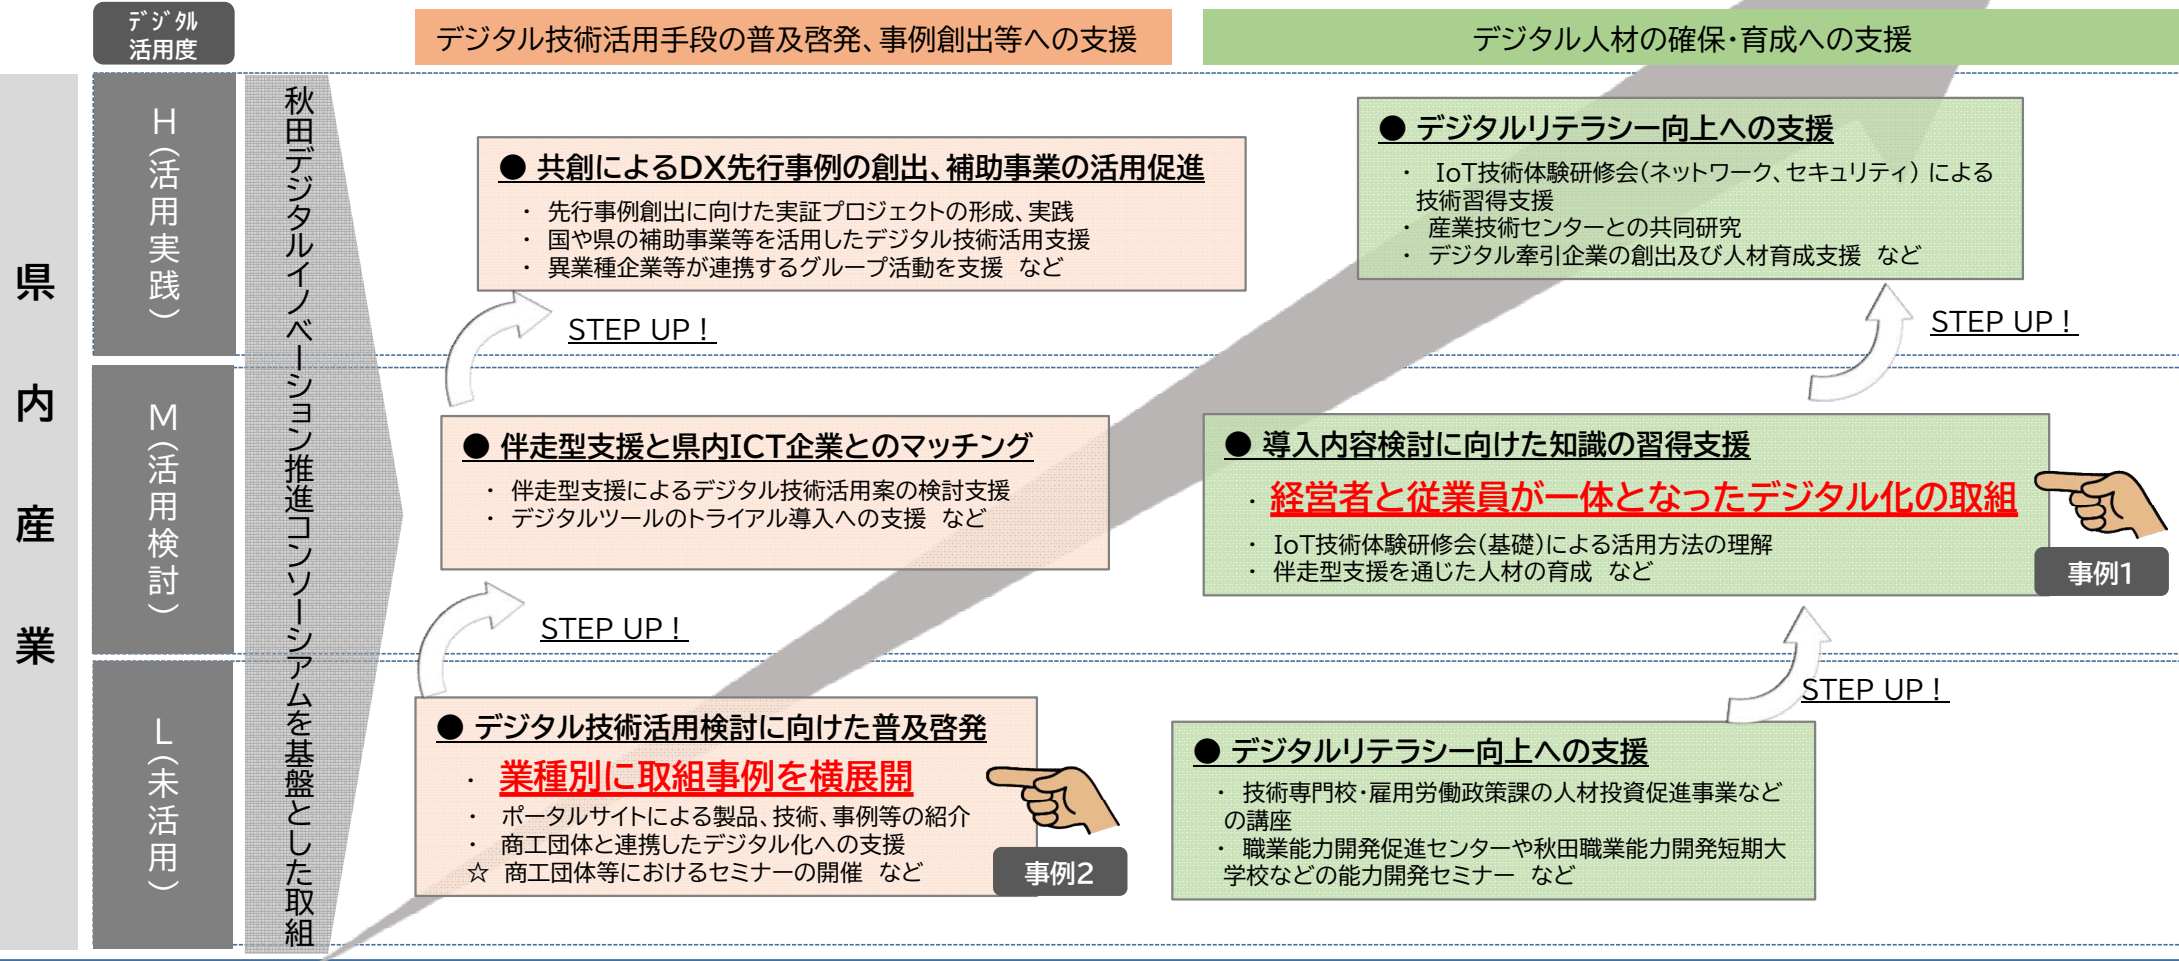 デジタル
活用度
デジタル技術活用手段の普及啓発、事例創出等への支援
デジタル人材の確保・育成への支援
県内産業
H(活用実践)
M(活用検討)
L(未活用)
秋田デジタルイノベーション推進コンソーシアムを基盤とした取組
● 共創によるDX先行事例の創出、補助事業の活用促進
・ 先行事例創出に向けた実証プロジェクトの形成、実践
・ 国や県の補助事業等を活用したデジタル技術活用支援
・ 異業種企業等が連携するグループ活動を支援 など
● デジタルリテラシー向上への支援
・ IoT技術体験研修会(ネットワーク、セキュリティ) による
技術習得支援
・ 産業技術センターとの共同研究
・ デジタル牽引企業の創出及び人材育成支援 など
STEP UP！
STEP UP！
● 伴走型支援と県内ICT企業とのマッチング
・ 伴走型支援によるデジタル技術活用案の検討支援
・ デジタルツールのトライアル導入への支援 など
● 導入内容検討に向けた知識の習得支援
・ 経営者と従業員が一体となったデジタル化の取組
・ IoT技術体験研修会(基礎)による活用方法の理解
・ 伴走型支援を通じた人材の育成 など
事例1
STEP UP！
STEP UP！
● デジタル技術活用検討に向けた普及啓発
・ 業種別に取組事例を横展開
・ ポータルサイトによる製品、技術、事例等の紹介
・ 商工団体と連携したデジタル化への支援
☆ 商工団体等におけるセミナーの開催 など
事例2
● デジタルリテラシー向上への支援
・ 技術専門校・雇用労働政策課の人材投資促進事業など
の講座
・ 職業能力開発促進センターや秋田職業能力開発短期大
学校などの能力開発セミナー など